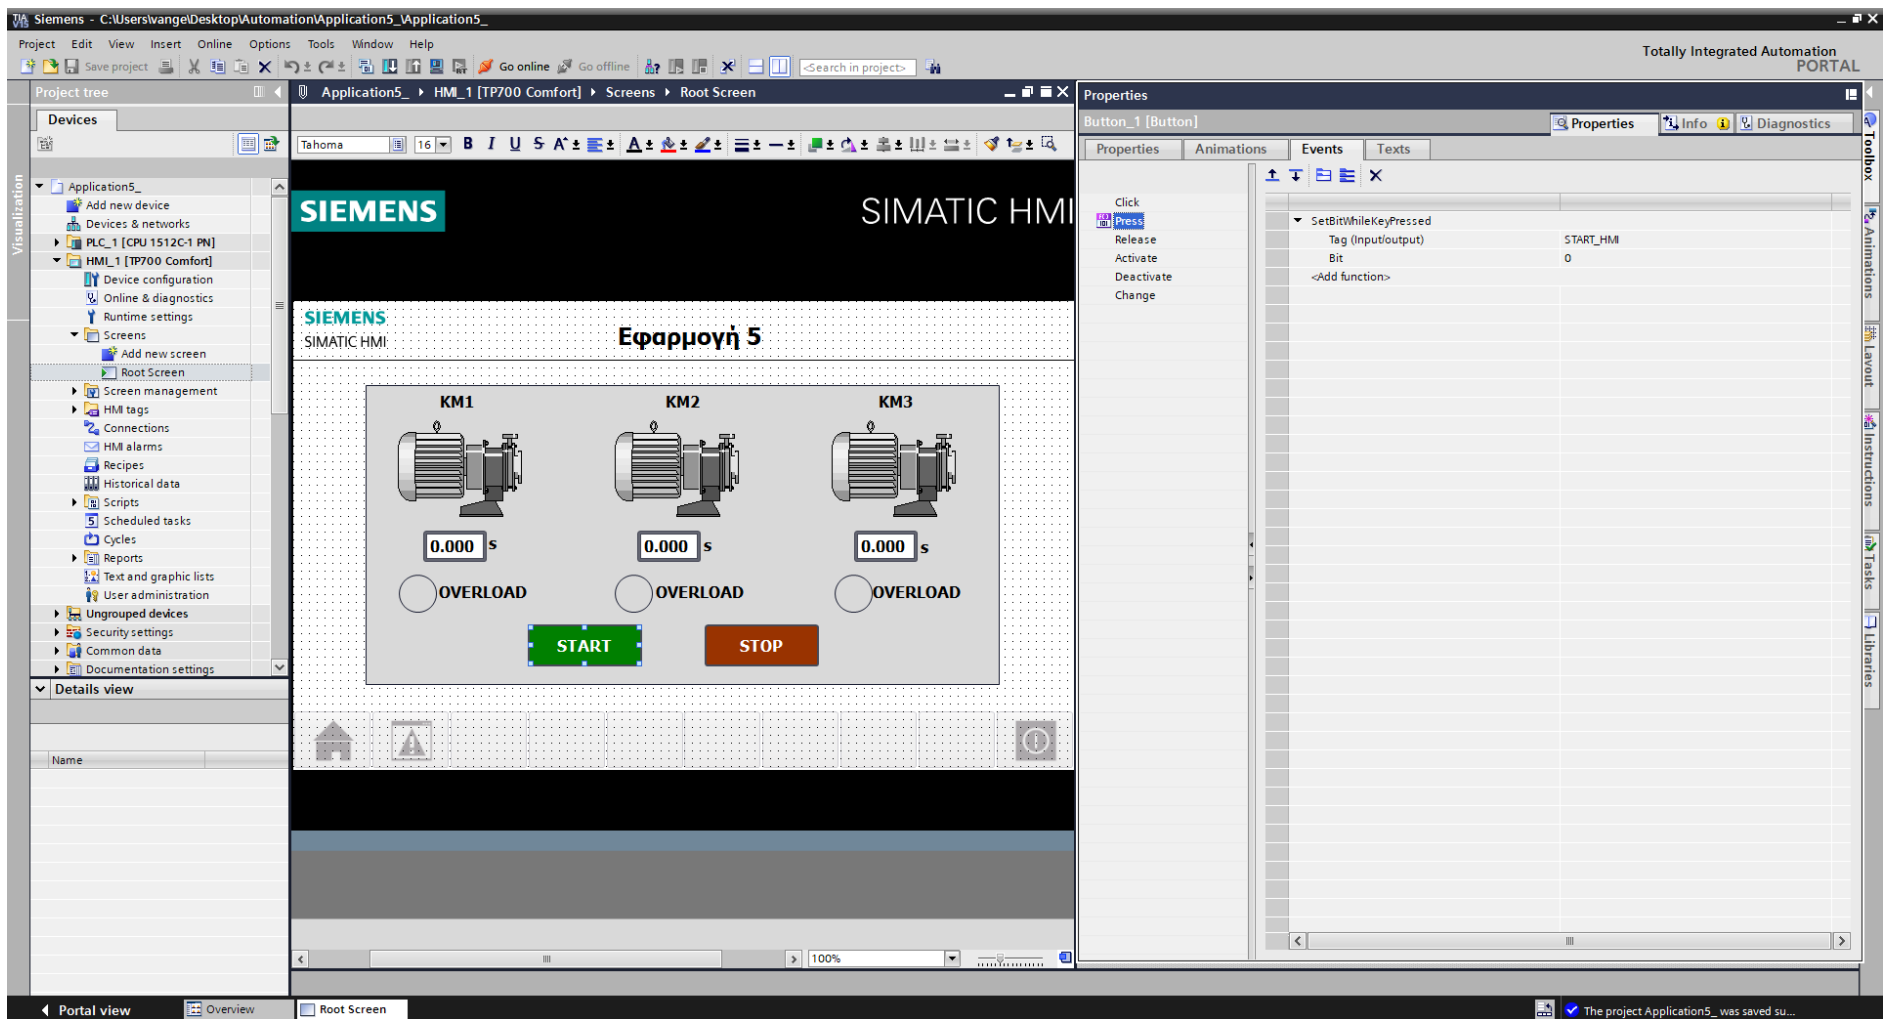 Siemens - C:\Users\vange\Desktop\Automation\Application5_\Application5_
Project Edit View Insert Online Options Tools Window Help
Totally Integrated Automation
PORTAL
Save project Go online Go offline <Search in project>
Project tree
Application5_ HMI_1 [TP700 Comfort] Screens Root Screen
Properties
Devices
Button_1 [Button]
Properties Info Diagnostics
Tahoma 16 B I U S A
Properties Animations Events Texts
Visualization
Application5_
Add new device
Devices & networks
PLC_1 [CPU 1512C-1 PN]
HMI_1 [TP700 Comfort]
Device configuration
Online & diagnostics
Runtime settings
Screens
Add new screen
Root Screen
Screen management
HMI tags
Connections
HMI alarms
Recipes
Historical data
Scripts
Scheduled tasks
Cycles
Reports
Text and graphic lists
User administration
Ungrouped devices
Security settings
Common data
Documentation settings
Details view
Name
SIEMENS SIMATIC HMI
SIEMENS
SIMATIC HMI
Εφαρμογή 5
KM1 KM2 KM3
0.000 s 0.000 s 0.000 s
OVERLOAD OVERLOAD OVERLOAD
START STOP
100%
Click
Press
Release
Activate
Deactivate
Change
SetBitWhileKeyPressed
Tag (Input/output) START_HMI
Bit 0
<Add function>
Toolbox
Animations
Layout
Instructions
Tasks
Libraries
Portal view Overview Root Screen The project Application5_ was saved su...